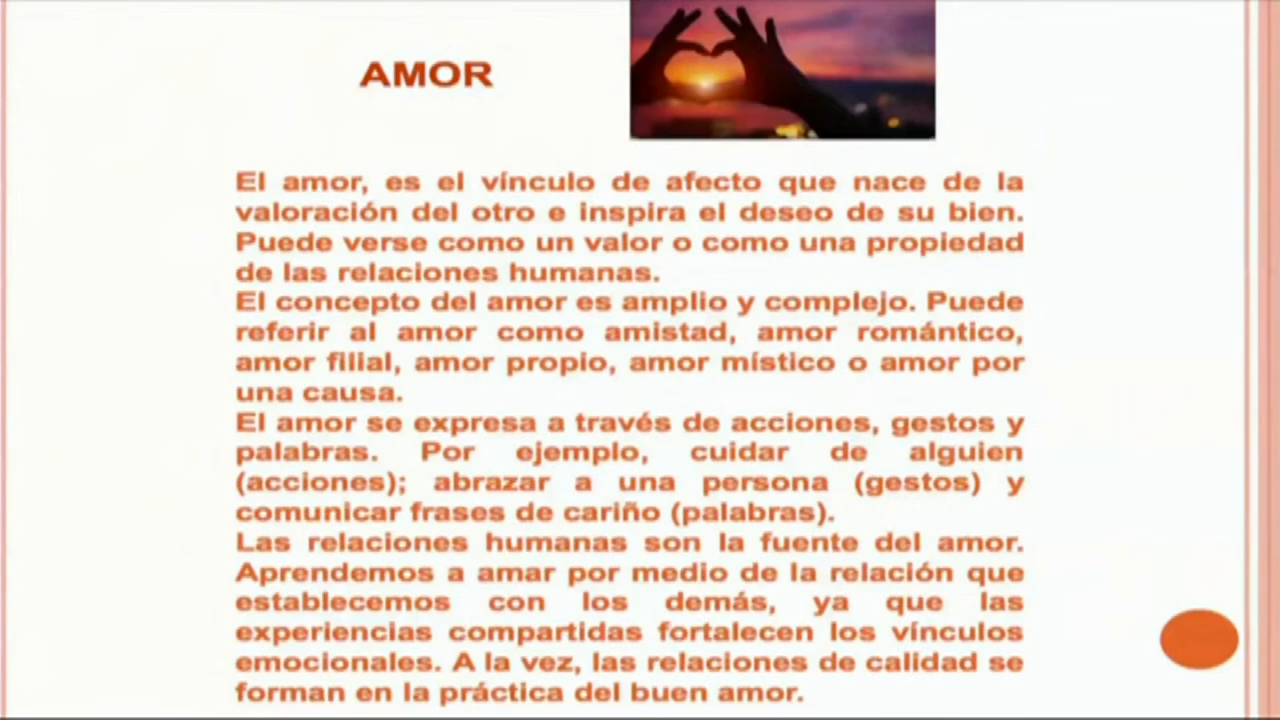 AMOR
El amor, es el vínculo de afecto que nace de la
valoración del otro e inspira el deseo de su bien.
Puede verse como un valor o como una propiedad
de las relaciones humanas.
El concepto del amor es amplio y complejo. Puede
referir al amor como amistad, amor romántico,
amor filial, amor propio, amor místico o amor por
una causa.
El amor se expresa a través de acciones, gestos y
palabras. Por ejemplo, cuidar de alguien
(acciones); abrazar a una persona (gestos) y
comunicar frases de cariño (palabras).
Las relaciones humanas son la fuente del amor.
Aprendemos a amar por medio de la relación que
establecemos con los demás, ya que las
experiencias compartidas fortalecen los vínculos
emocionales. A la vez, las relaciones de calidad se
forman en la práctica del buen amor.